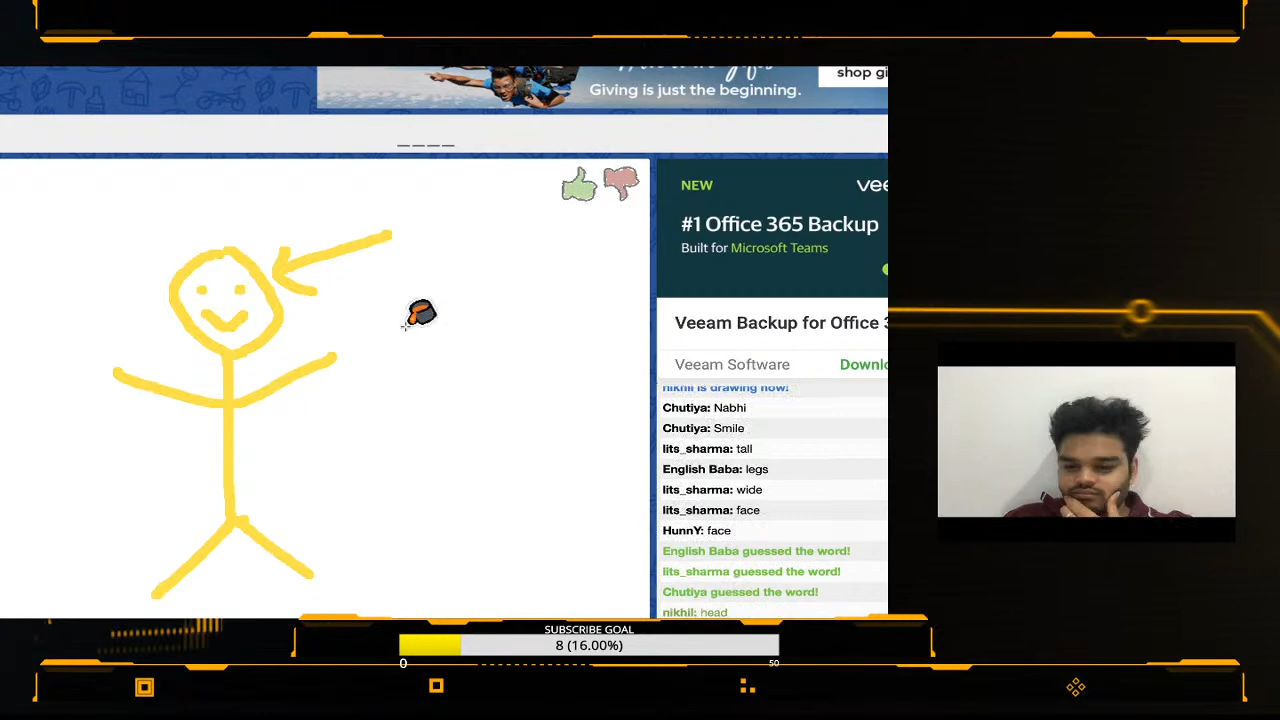 Giving is just the beginning.
shop gi
_ _ _ _
NEW
vee
#1 Office 365 Backup
Built for Microsoft Teams
Veeam Backup for Office 3
Veeam Software
Downlo
nikhil is drawing now!
Chutiya: Nabhi
Chutiya: Smile
lits_sharma: tall
English Baba: legs
lits_sharma: wide
lits_sharma: face
HunnY: face
English Baba guessed the word!
lits_sharma guessed the word!
Chutiya guessed the word!
nikhil: head
SUBSCRIBE GOAL
8 (16.00%)
0
50